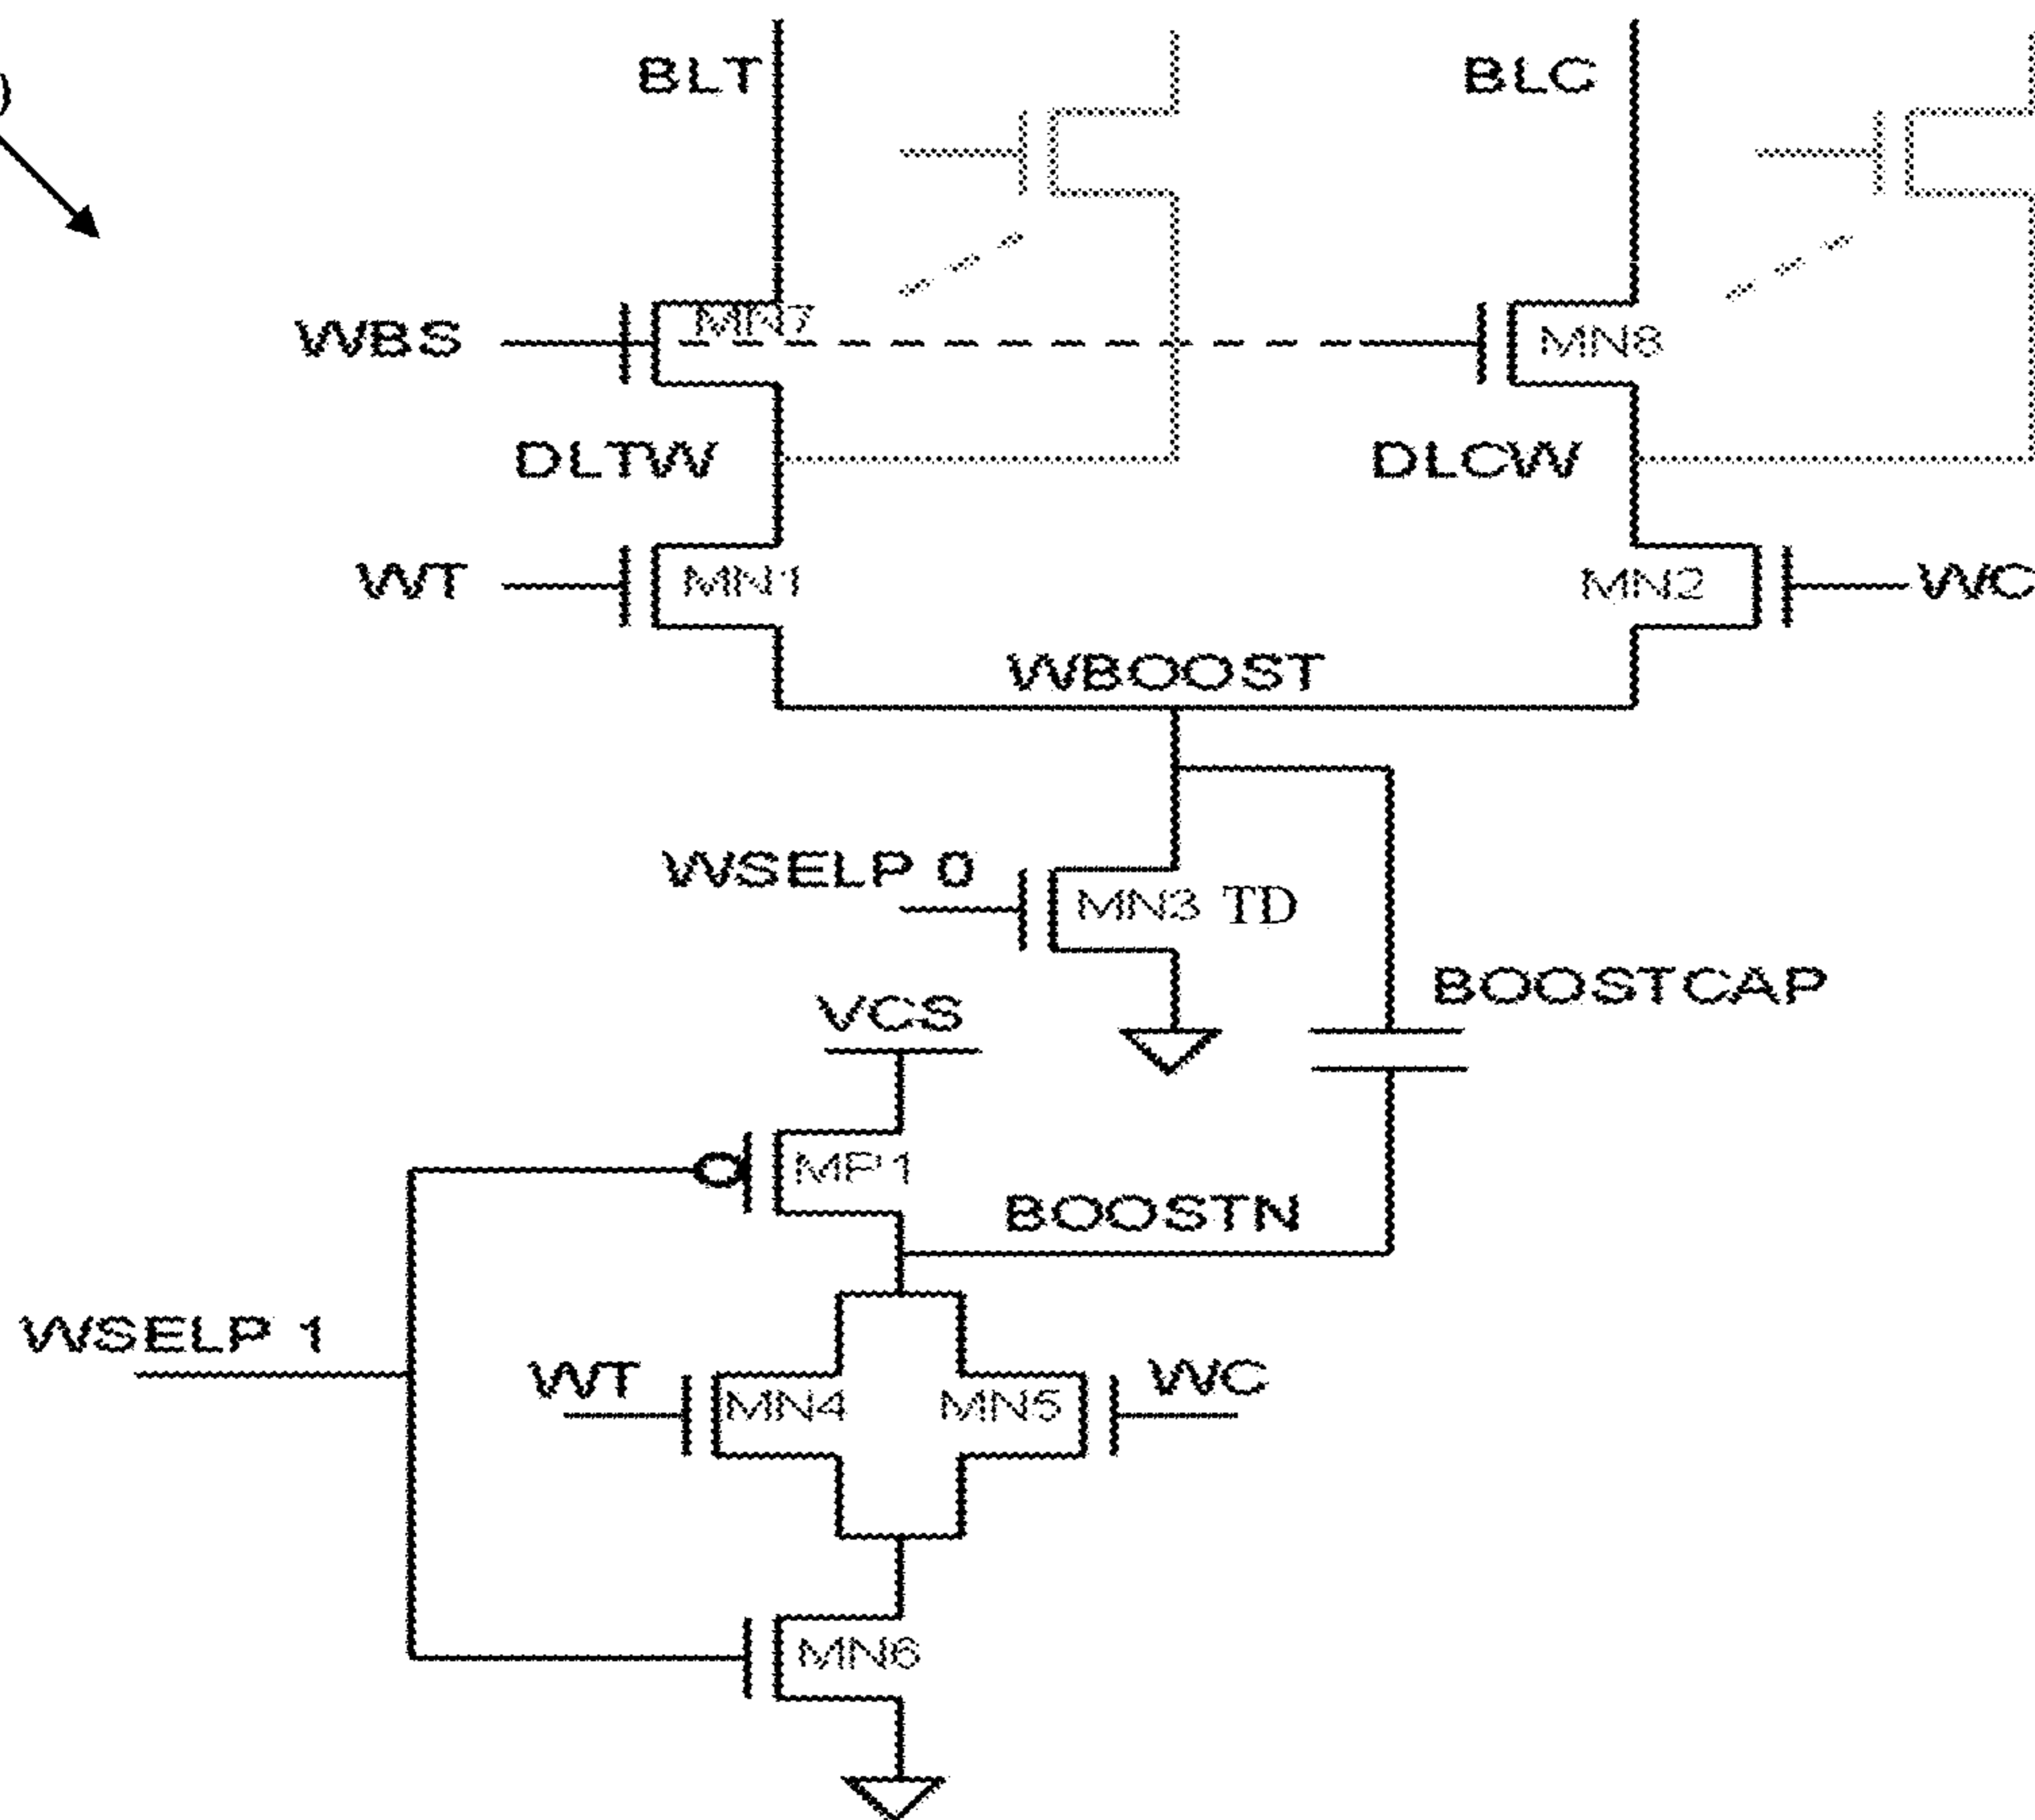 )
BLT BLC
WBS MN7 MN8
DLTW DLCW
WT MN1 MN2 WC
WBOOST
WSELP 0 MN3 TD
BOOSTCAP
VCS
MP1
BOOSTN
WSELP 1
WT MN4 MN5 WC
MN6